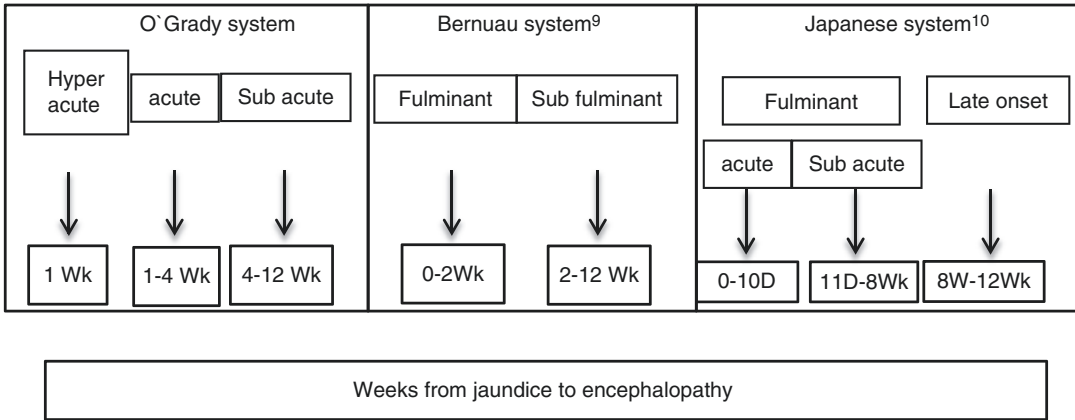 O`Grady system
Hyper
acute
acute
Sub acute
1 Wk
1-4 Wk
4-12 Wk
Bernuau system9
Fulminant
Sub fulminant
0-2Wk
2-12 Wk
Japanese system10
Fulminant
Late onset
acute
Sub acute
0-10D
11D-8Wk
8W-12Wk
Weeks from jaundice to encephalopathy